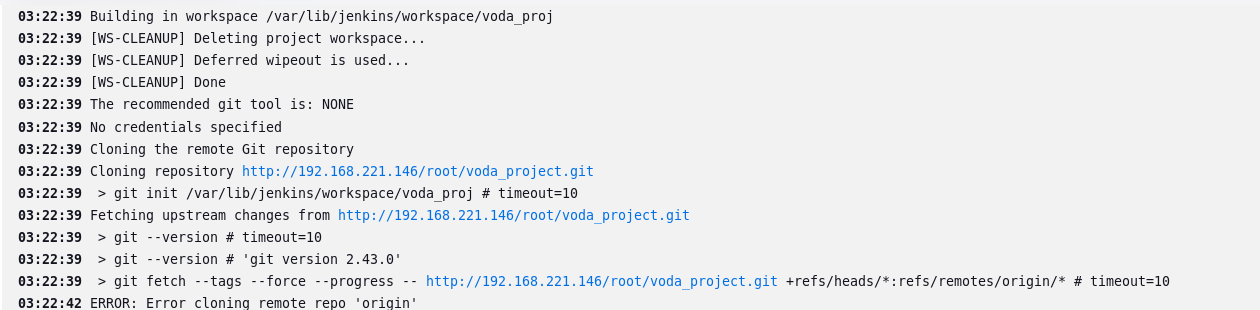 03:22:39 Building in workspace /var/lib/jenkins/workspace/voda_proj
03:22:39 [WS-CLEANUP] Deleting project workspace...
03:22:39 [WS-CLEANUP] Deferred wipeout is used...
03:22:39 [WS-CLEANUP] Done
03:22:39 The recommended git tool is: NONE
03:22:39 No credentials specified
03:22:39 Cloning the remote Git repository
03:22:39 Cloning repository http://192.168.221.146/root/voda_project.git
03:22:39  > git init /var/lib/jenkins/workspace/voda_proj # timeout=10
03:22:39 Fetching upstream changes from http://192.168.221.146/root/voda_project.git
03:22:39  > git --version # timeout=10
03:22:39  > git --version # 'git version 2.43.0'
03:22:39  > git fetch --tags --force --progress -- http://192.168.221.146/root/voda_project.git +refs/heads/*:refs/remotes/origin/* # timeout=10
03:22:42 ERROR: Error cloning remote repo 'origin'